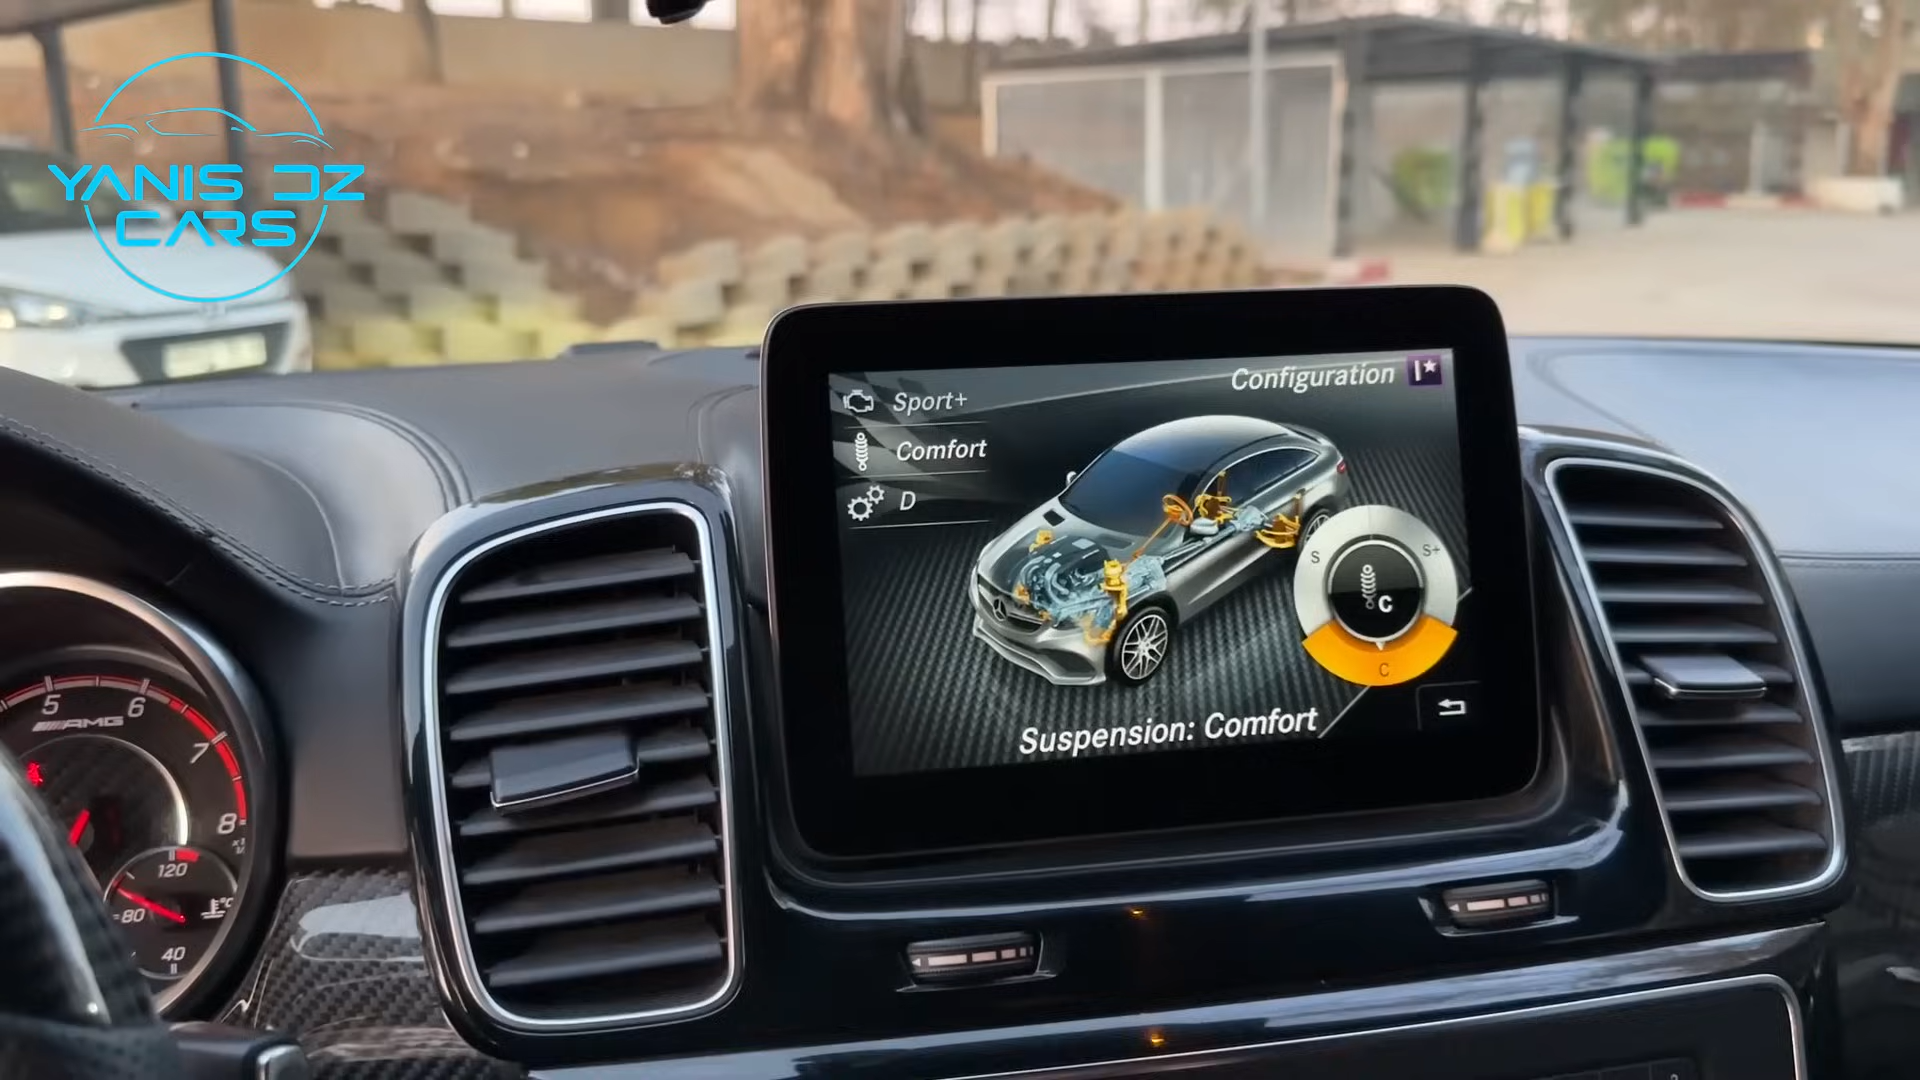 YANIS DZ
CARS
Configuration
Sport+
Comfort
D
S
S+
C
C
Suspension: Comfort
5
6
AMG
7
8
120
80
°C
40